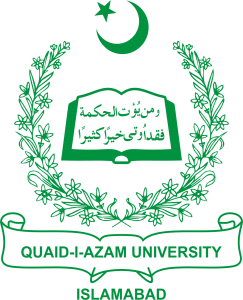 ومن يؤت الحكمة
فقد أوتي خيرا كثيرا
QUAID-I-AZAM UNIVERSITY
ISLAMABAD